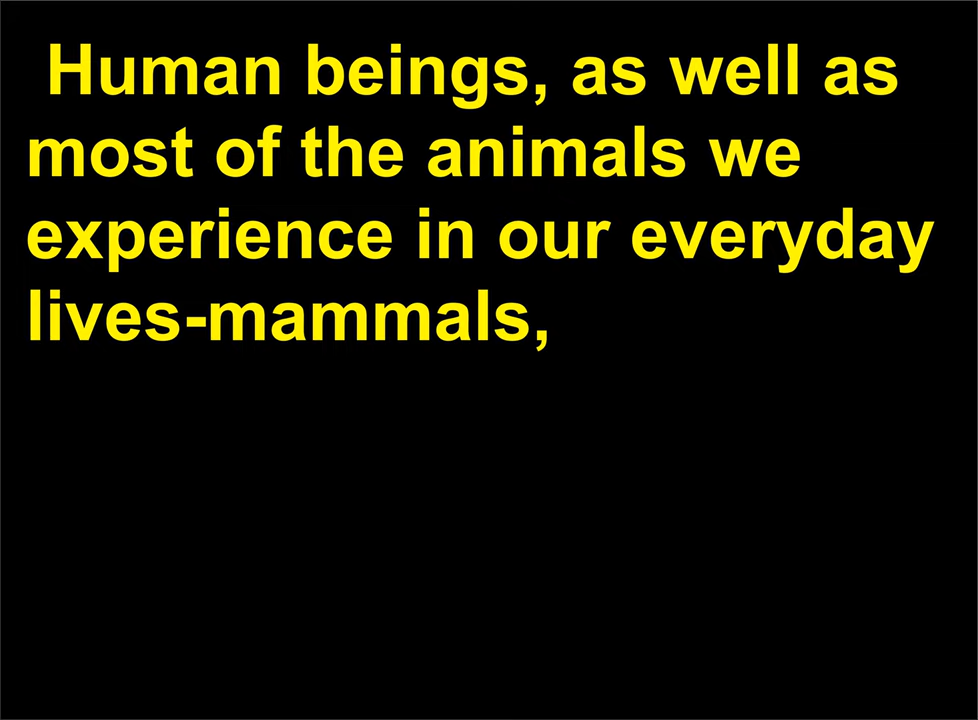 Human beings, as well as
most of the animals we
experience in our everyday
lives-mammals,